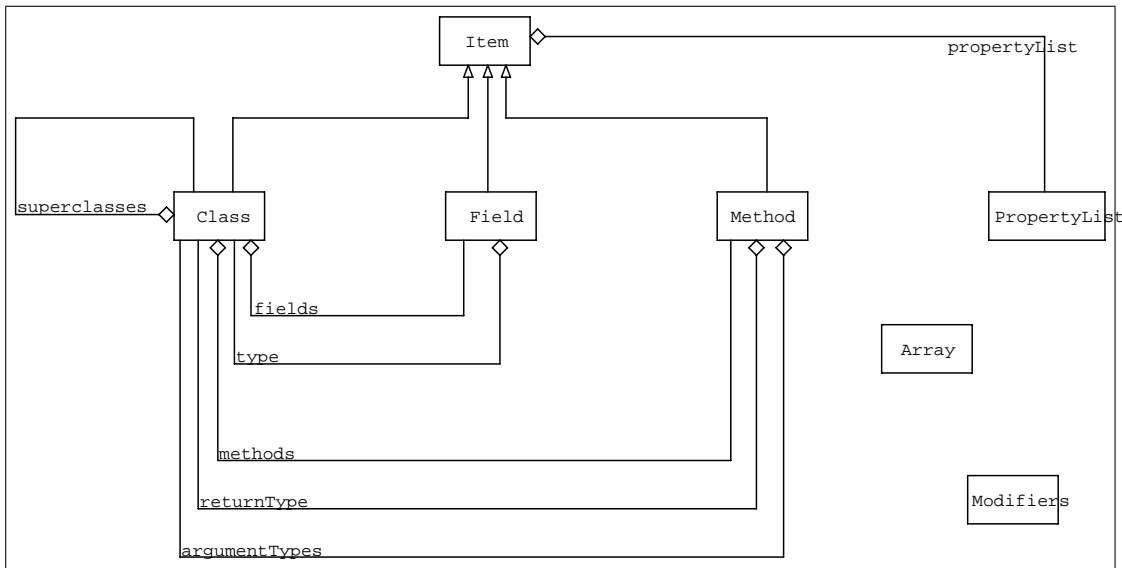 Item
propertyList
superclasses
Class
Field
Method
PropertyList
fields
Array
type
methods
Modifiers
returnType
argumentTypes